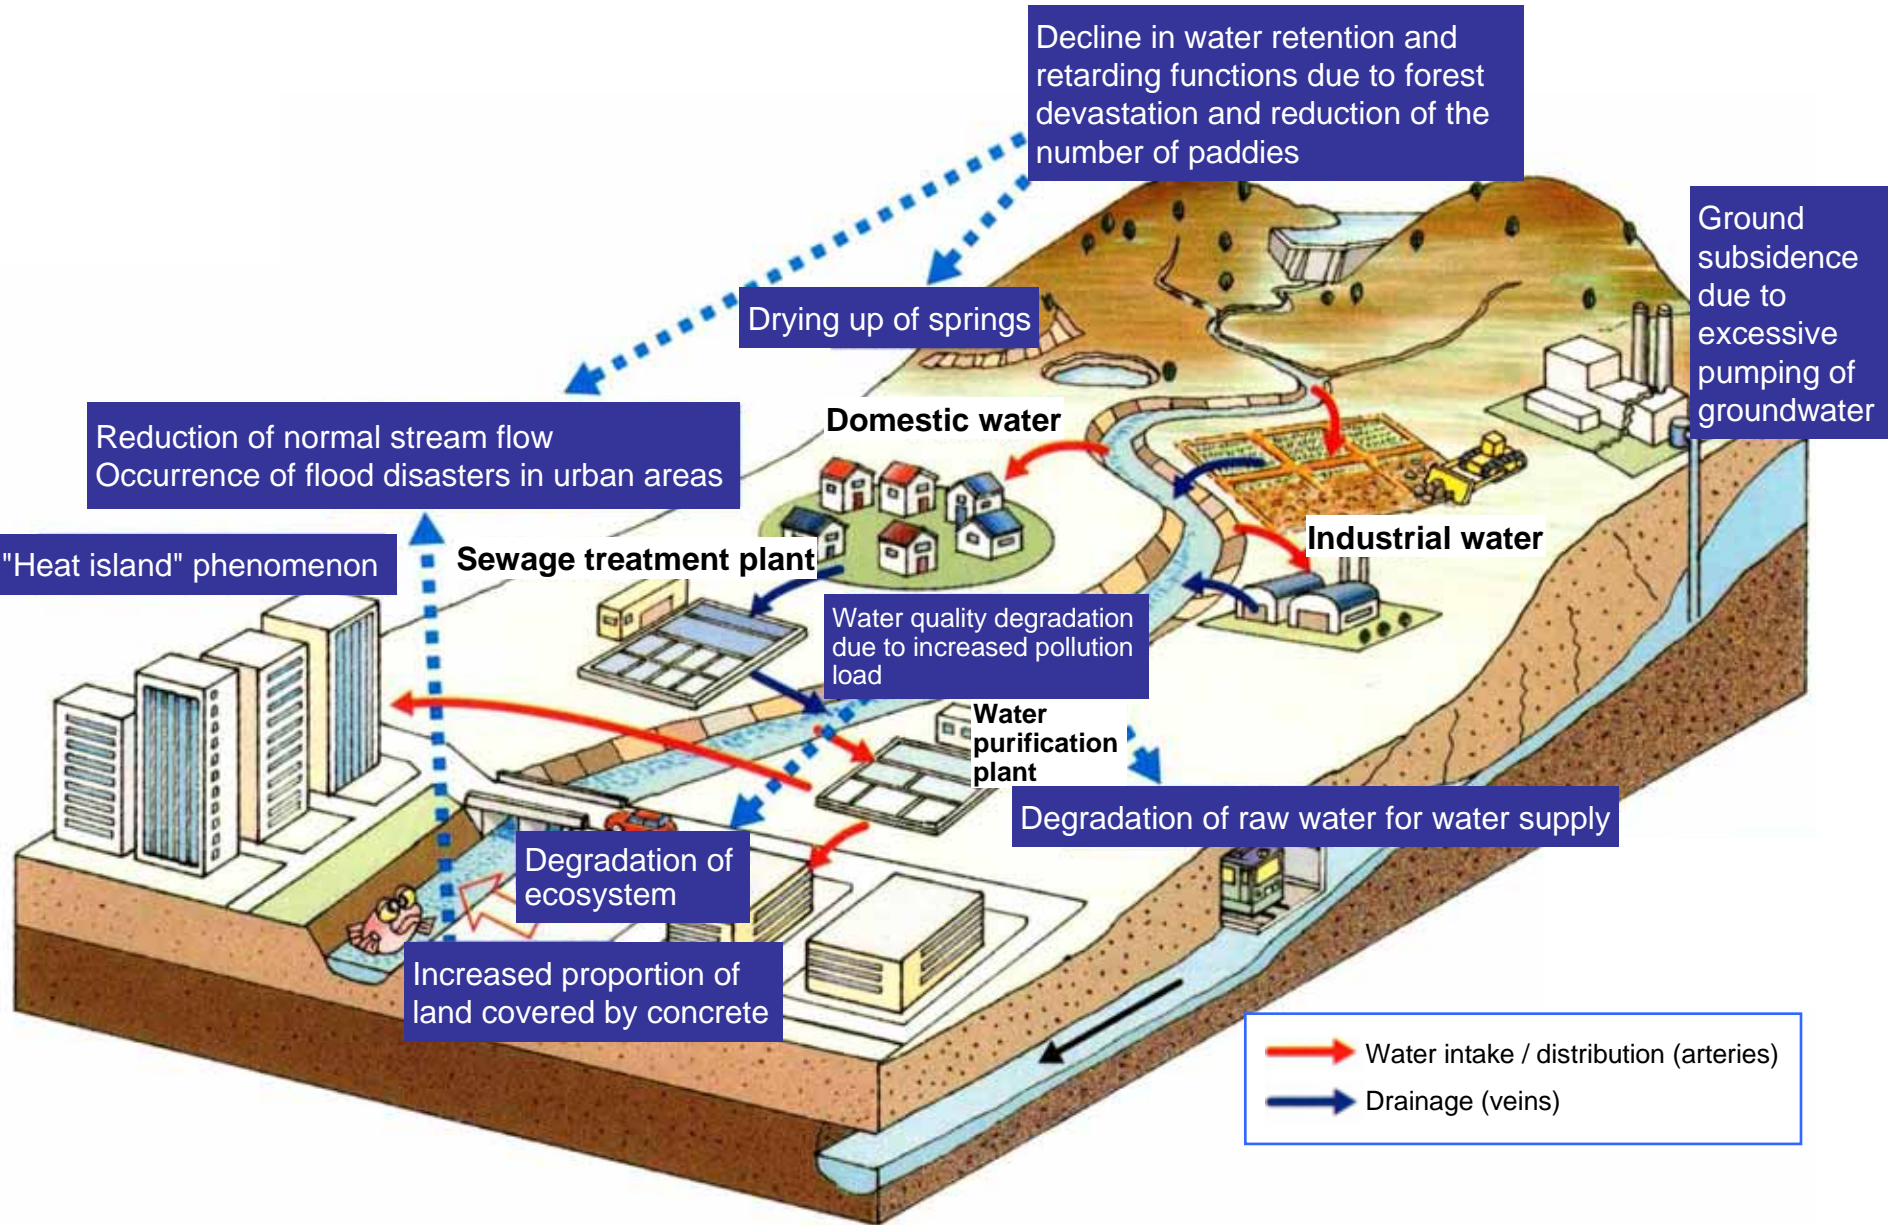 Decline in water retention and
retarding functions due to forest
devastation and reduction of the
number of paddies
Ground
subsidence
due to
excessive
pumping of
groundwater
Drying up of springs
Reduction of normal stream flow
Occurrence of flood disasters in urban areas
Domestic water
"Heat island" phenomenon
Sewage treatment plant
Industrial water
Water quality degradation
due to increased pollution
load
Water
purification
plant
Degradation of raw water for water supply
Degradation of
ecosystem
Increased proportion of
land covered by concrete
Water intake / distribution (arteries)
Drainage (veins)